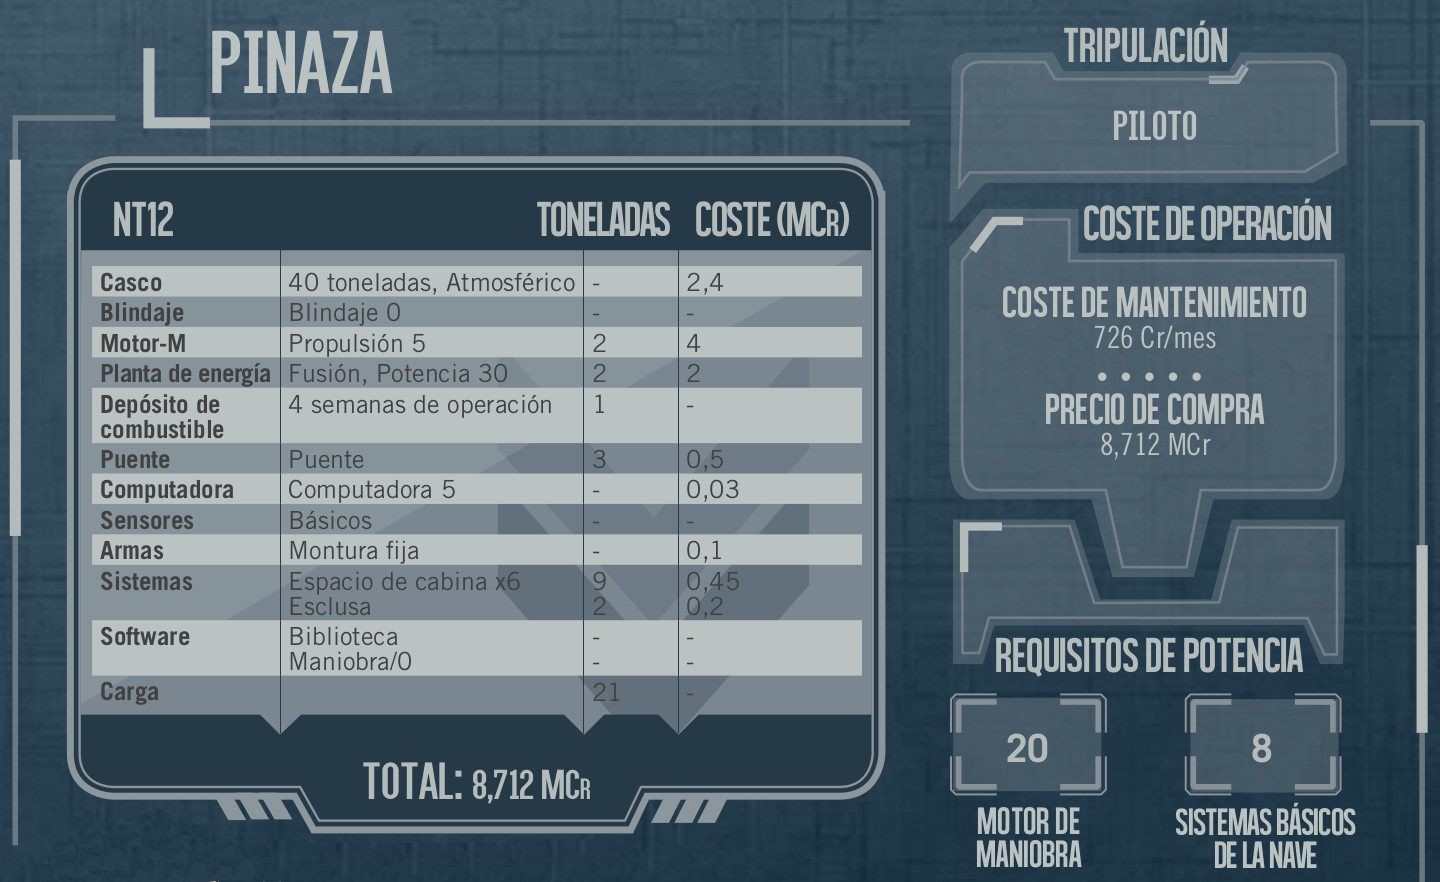 PINAZA
NT12 TONELADAS COSTE (MCR)
Casco 40 toneladas, Atmosférico - 2,4
Blindaje Blindaje 0 - -
Motor-M Propulsión 5 2 4
Planta de energía Fusión, Potencia 30 2 2
Depósito de 4 semanas de operación 1 -
combustible
Puente Puente 3 0,5
Computadora Computadora 5 - 0,03
Sensores Básicos - -
Armas Montura fija - 0,1
Sistemas Espacio de cabina x6 9 0,45
Esclusa 2 0,2
Software Biblioteca - -
Maniobra/0 - -
Carga 21 -
TOTAL: 8,712 MCR
TRIPULACIÓN
PILOTO
COSTE DE OPERACIÓN
COSTE DE MANTENIMIENTO
726 Cr/mes
• • • • •
PRECIO DE COMPRA
8,712 MCr
REQUISITOS DE POTENCIA
20 8
MOTOR DE SISTEMAS BÁSICOS
MANIOBRA DE LA NAVE